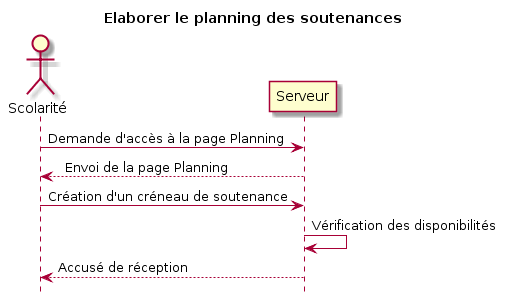 Elaborer le planning des soutenances
Scolarité
Serveur
Demande d'accès à la page Planning
Envoi de la page Planning
Création d'un créneau de soutenance
Vérification des disponibilités
Accusé de réception